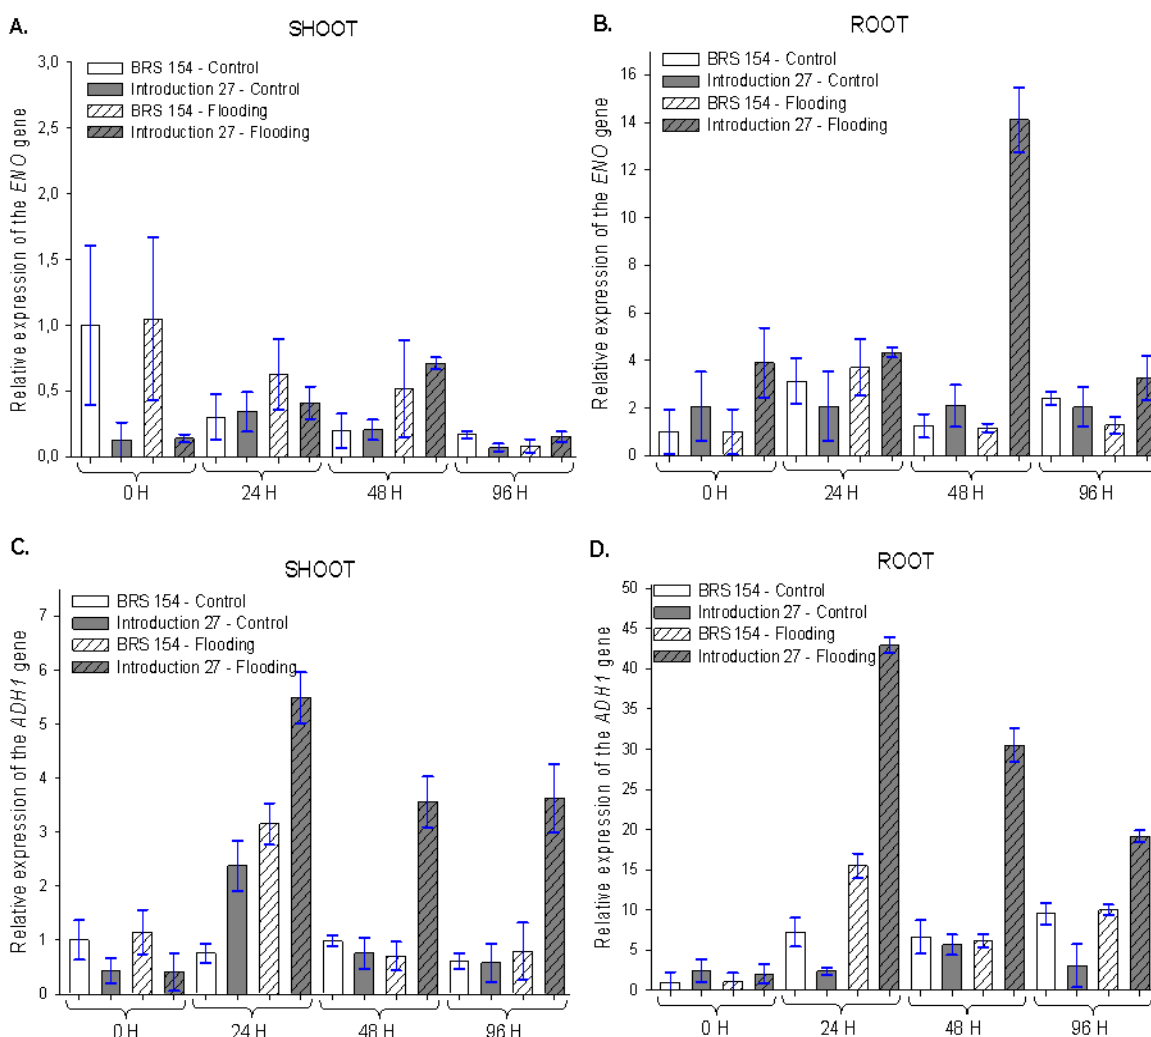 A.
SHOOT
Relative expression of the ENO gene
3,0
2,5
2,0
1,5
1,0
0,5
0,0
BRS 154 - Control
Introduction 27 - Control
BRS 154 - Flooding
Introduction 27 - Flooding
0 H
24 H
48 H
96 H
B.
ROOT
Relative expression of the ENO gene
16
14
12
10
8
6
4
2
0
BRS 154 - Control
Introduction 27 - Control
BRS 154 - Flooding
Introduction 27 - Flooding
0 H
24 H
48 H
96 H
C.
SHOOT
Relative expression of the ADH1 gene
7
6
5
4
3
2
1
0
BRS 154 - Control
Introduction 27 - Control
BRS 154 - Flooding
Introduction 27 - Flooding
0 H
24 H
48 H
96 H
D.
ROOT
Relative expression of the ADH1 gene
50
45
40
35
30
25
20
15
10
5
0
BRS 154 - Control
Introduction 27 - Control
BRS 154 - Flooding
Introduction 27 - Flooding
0 H
24 H
48 H
96 H